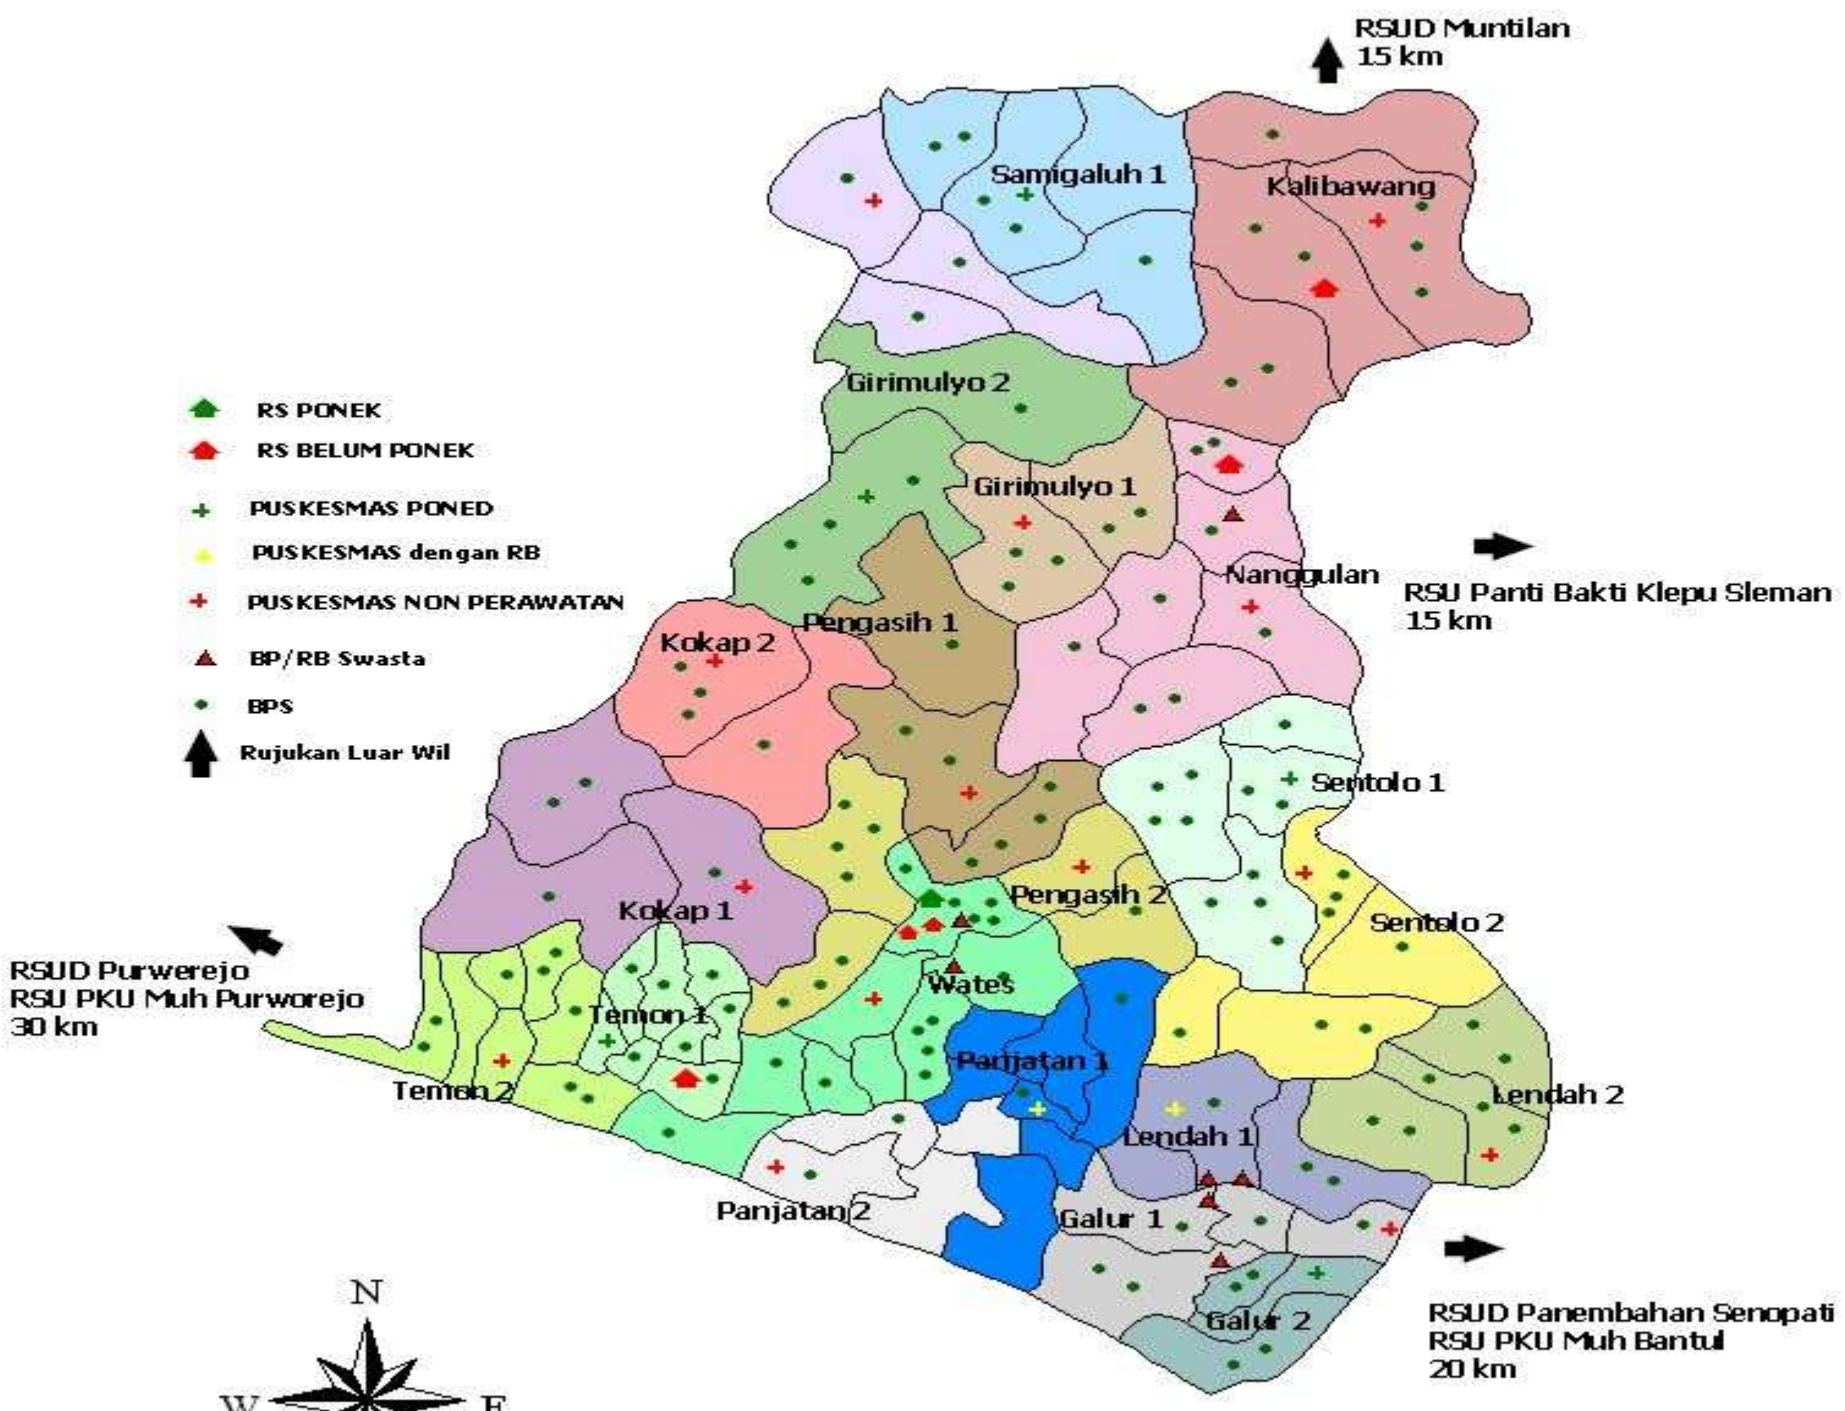 RSUD Muntilan
15 km
Samigaluh 1
Kalibawang
Girimulyo 2
RS PONEK
RS BELUM PONEK
PUSKESMAS PONED
PUSKESMAS dengan RB
PUSKESMAS NON PERAWATAN
BP/RB Swasta
BPS
Rujukan Luar Wil
Girimulyo 1
Nanggulan
RSU Panti Bakti Klepu Sleman
15 km
Pengasih 1
Kokap 2
Sentolo 1
Pengasih 2
Kokap 1
Sentolo 2
RSUD Purwerejo
RSU PKU Muh Purworejo
30 km
Wates
Temon 1
Panjatan 1
Temon 2
Lendah 2
Lendah 1
Panjatan 2
Galur 1
Galur 2
RSUD Panembahan Senopati
RSU PKU Muh Bantul
20 km
N
W E